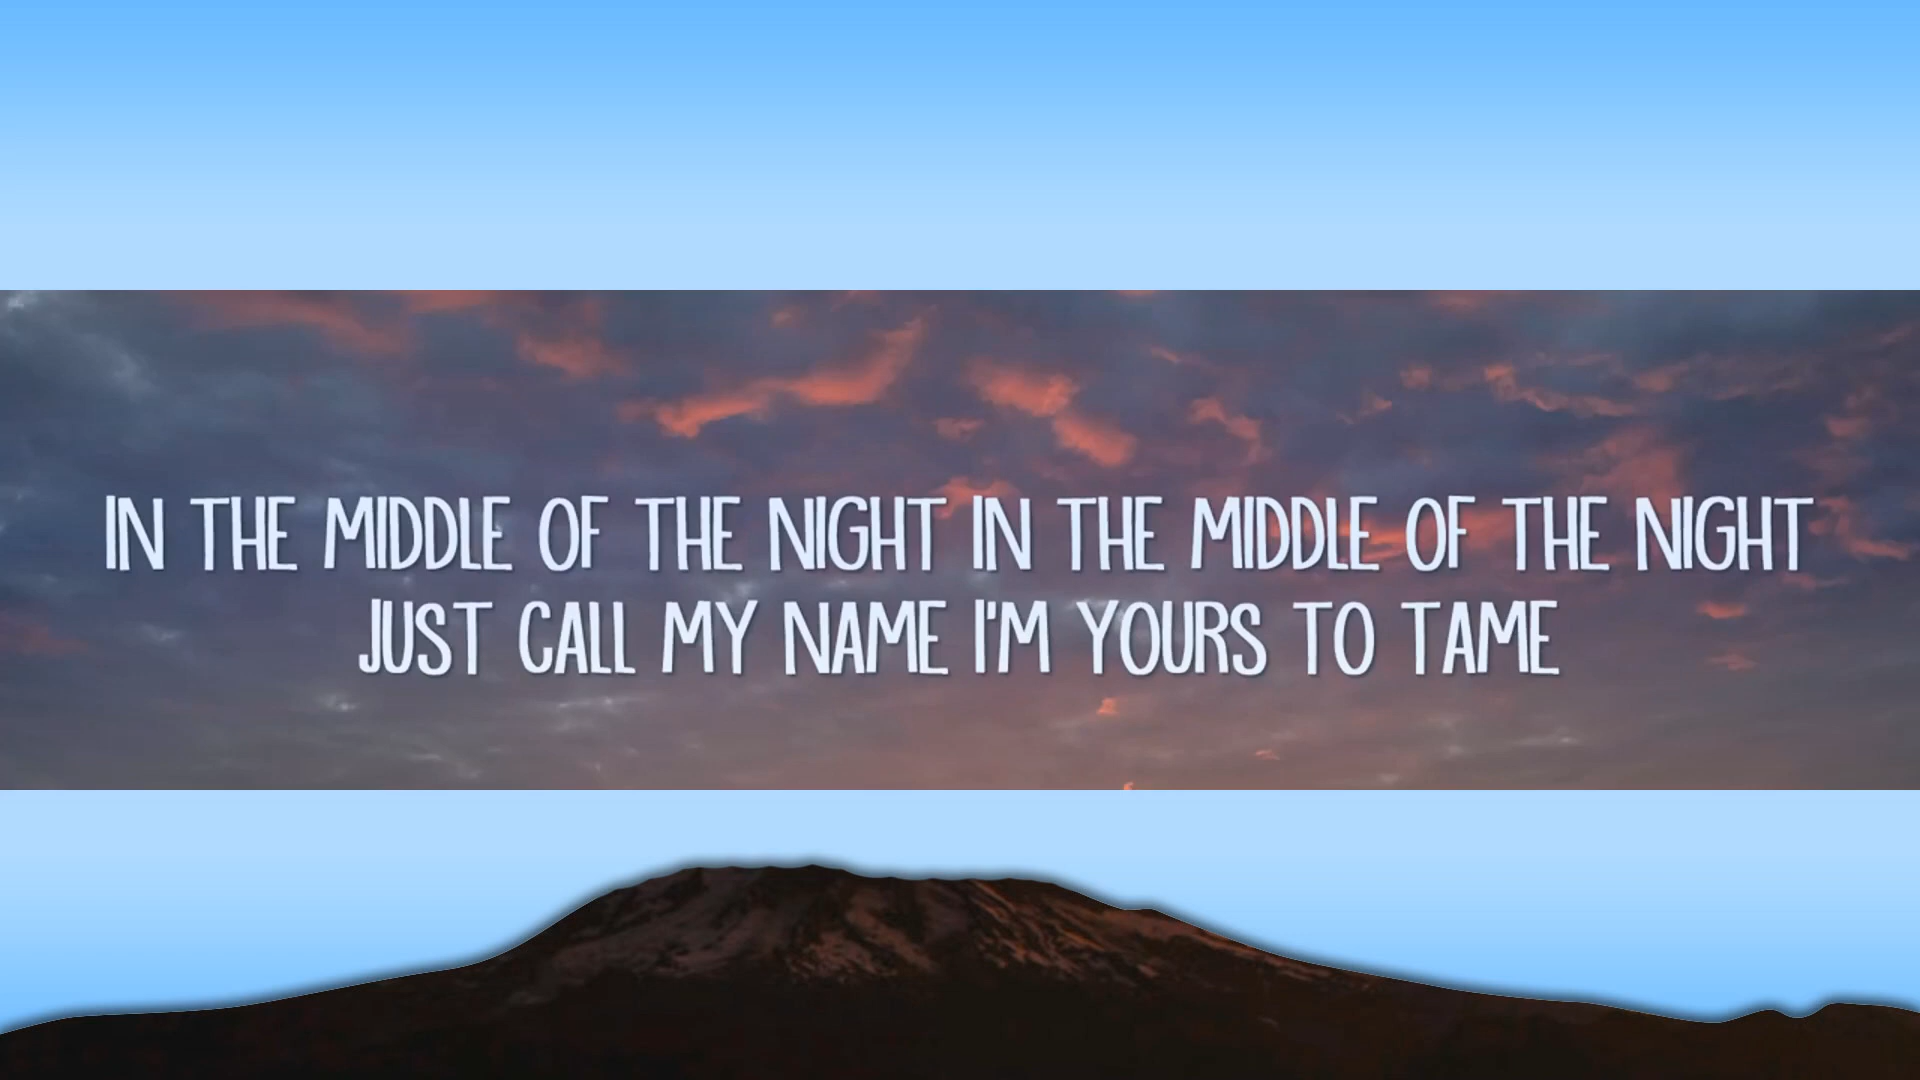 IN THE MIDDLE OF THE NIGHT IN THE MIDDLE OF THE NIGHT
JUST CALL MY NAME I'M YOURS TO TAME